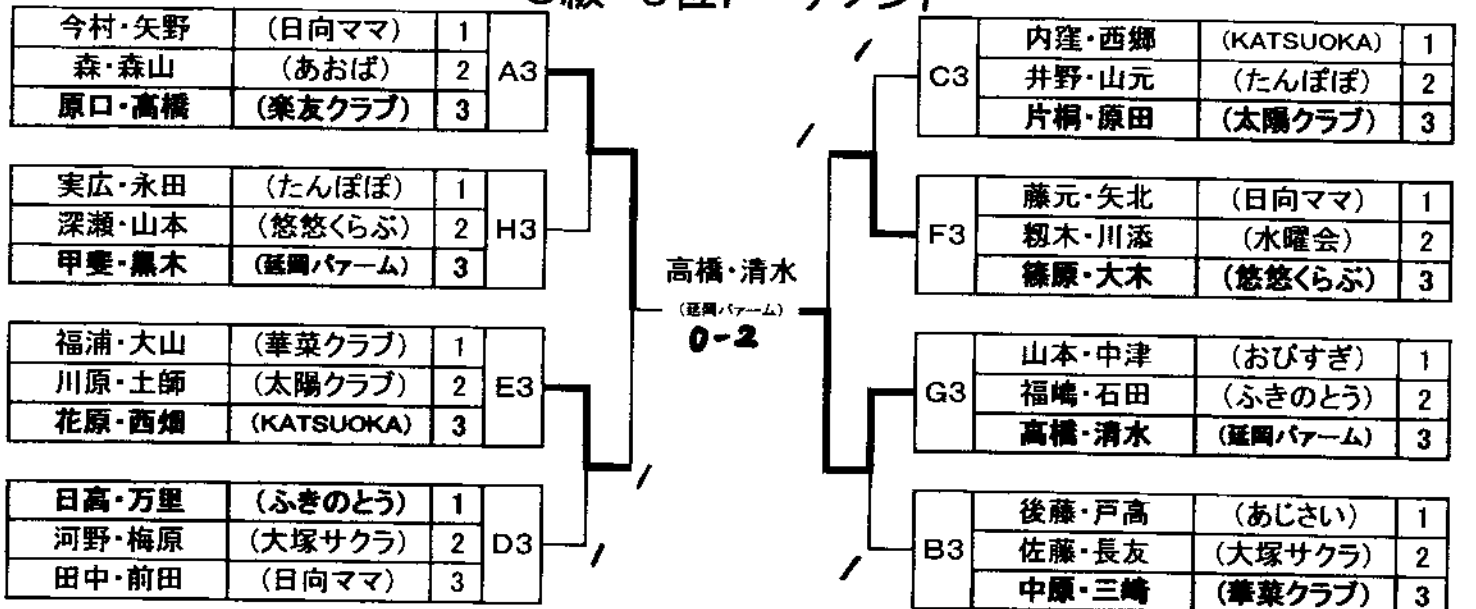 今村・矢野 (日向ママ) 1
森・森山 (あおば) 2 A3
原口・高橋 (楽友クラブ) 3
実広・永田 (たんぽぽ) 1
深瀬・山本 (悠悠くらぶ) 2 H3
甲斐・黒木 (延岡パァーム) 3
福浦・大山 (華菜クラブ) 1
川原・土師 (太陽クラブ) 2 E3
花原・西畑 (KATSUOKA) 3
日高・万里 (ふきのとう) 1
河野・梅原 (大塚サクラ) 2 D3
田中・前田 (日向ママ) 3
高橋・清水
(延岡パァーム)
0-2
内窪・西郷 (KATSUOKA) 1
C3 井野・山元 (たんぽぽ) 2
片桐・原田 (太陽クラブ) 3
藤元・矢北 (日向ママ) 1
F3 籾木・川添 (水曜会) 2
篠原・大木 (悠悠くらぶ) 3
山本・中津 (おびすぎ) 1
G3 福嶋・石田 (ふきのとう) 2
高橋・清水 (延岡パァーム) 3
後藤・戸高 (あじさい) 1
B3 佐藤・長友 (大塚サクラ) 2
中原・三崎 (華菜クラブ) 3